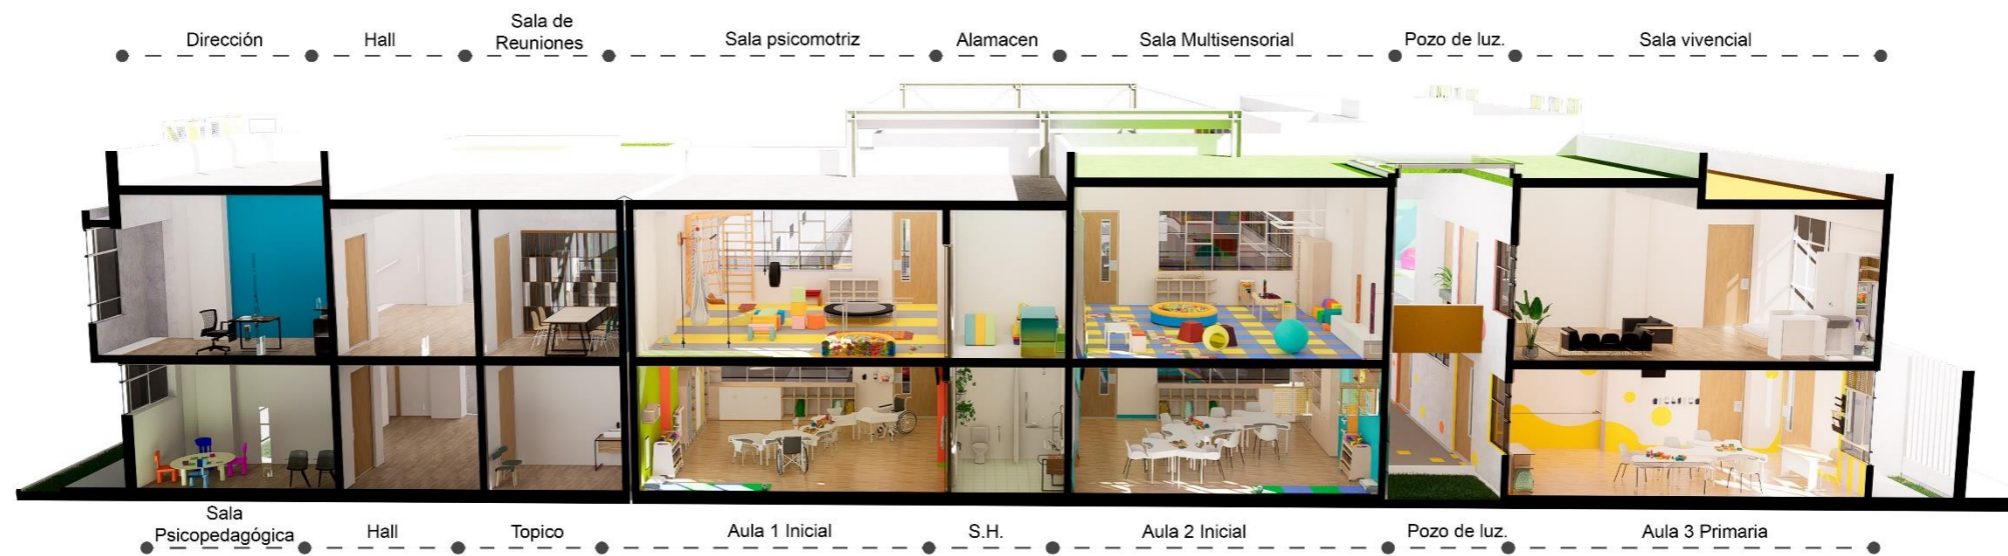 Dirección
Hall
Sala de
Reuniones
Sala psicomotriz
Alamacen
Sala Multisensorial
Pozo de luz.
Sala vivencial
Sala
Psicopedagógica
Hall
Topico
Aula 1 Inicial
S.H.
Aula 2 Inicial
Pozo de luz.
Aula 3 Primaria